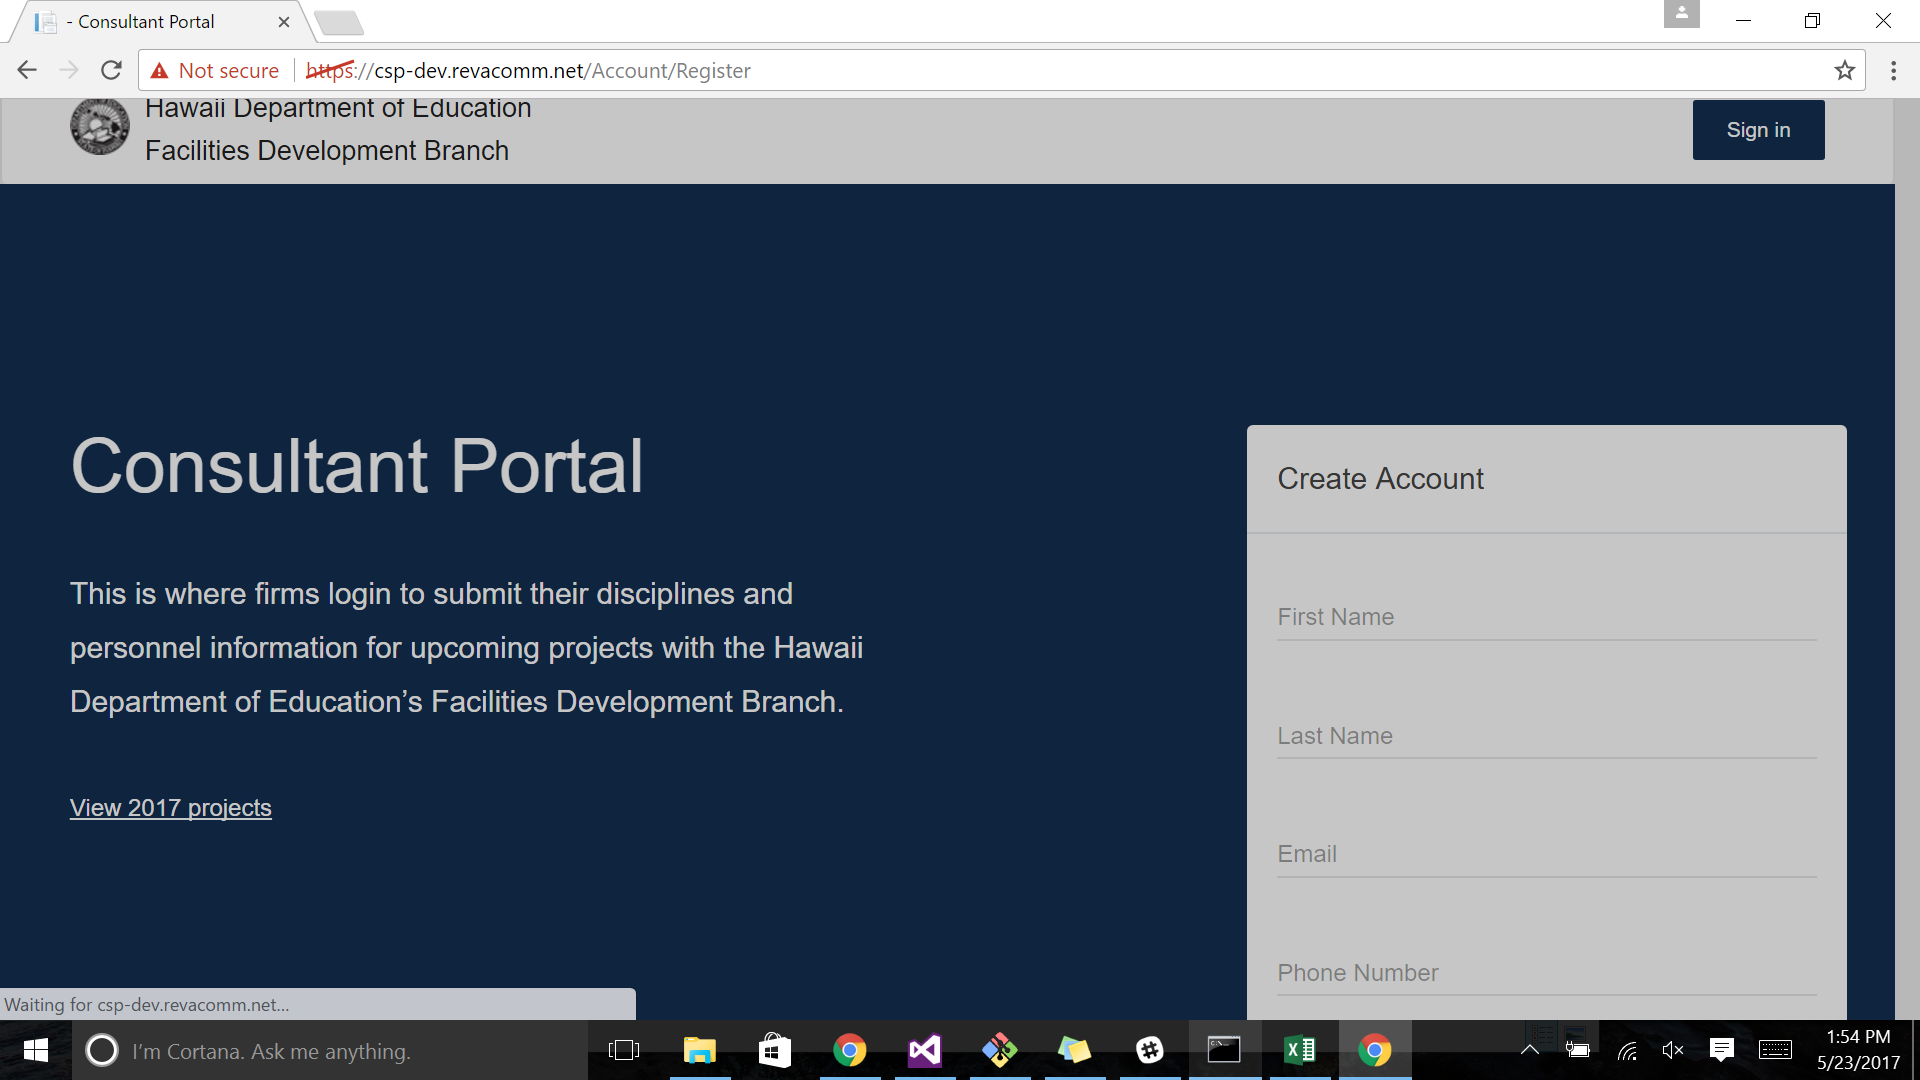 - Consultant Portal
Not secure
https://csp-dev.revacomm.net/Account/Register
Hawaii Department of Education
Facilities Development Branch
Sign in
Consultant Portal
This is where firms login to submit their disciplines and
personnel information for upcoming projects with the Hawaii
Department of Education’s Facilities Development Branch.
View 2017 projects
Create Account
First Name
Last Name
Email
Phone Number
Waiting for csp-dev.revacomm.net...
I’m Cortana. Ask me anything.
1:54 PM
5/23/2017